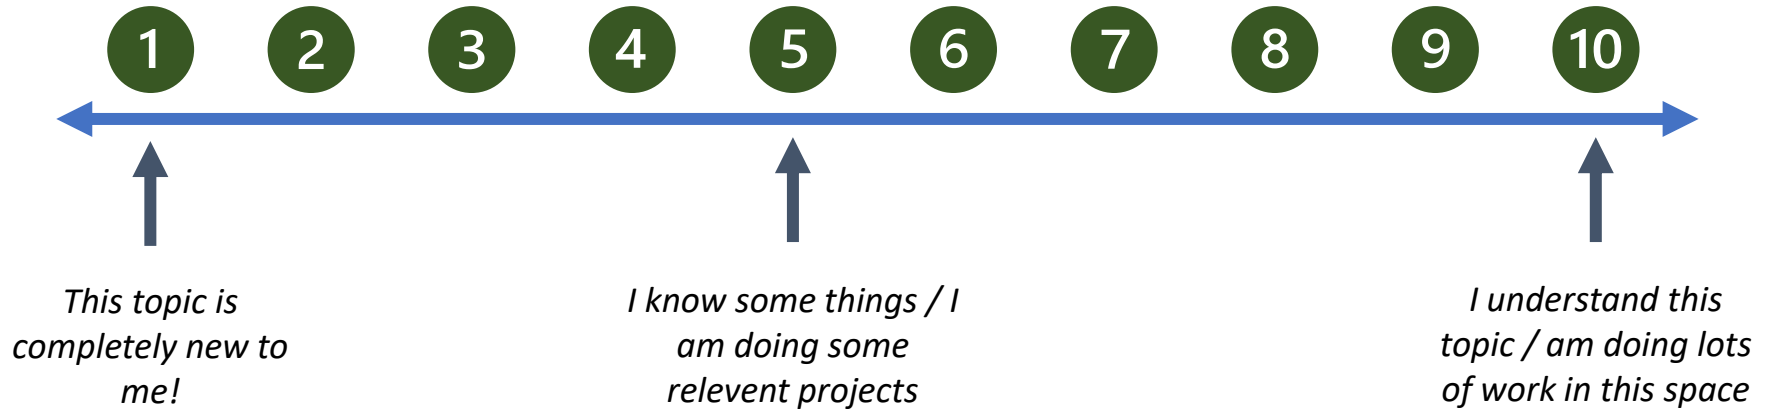 1 2 3 4 5 6 7 8 9 10
This topic is
completely new to
me!
I know some things / I
am doing some
relevent projects
I understand this
topic / am doing lots
of work in this space